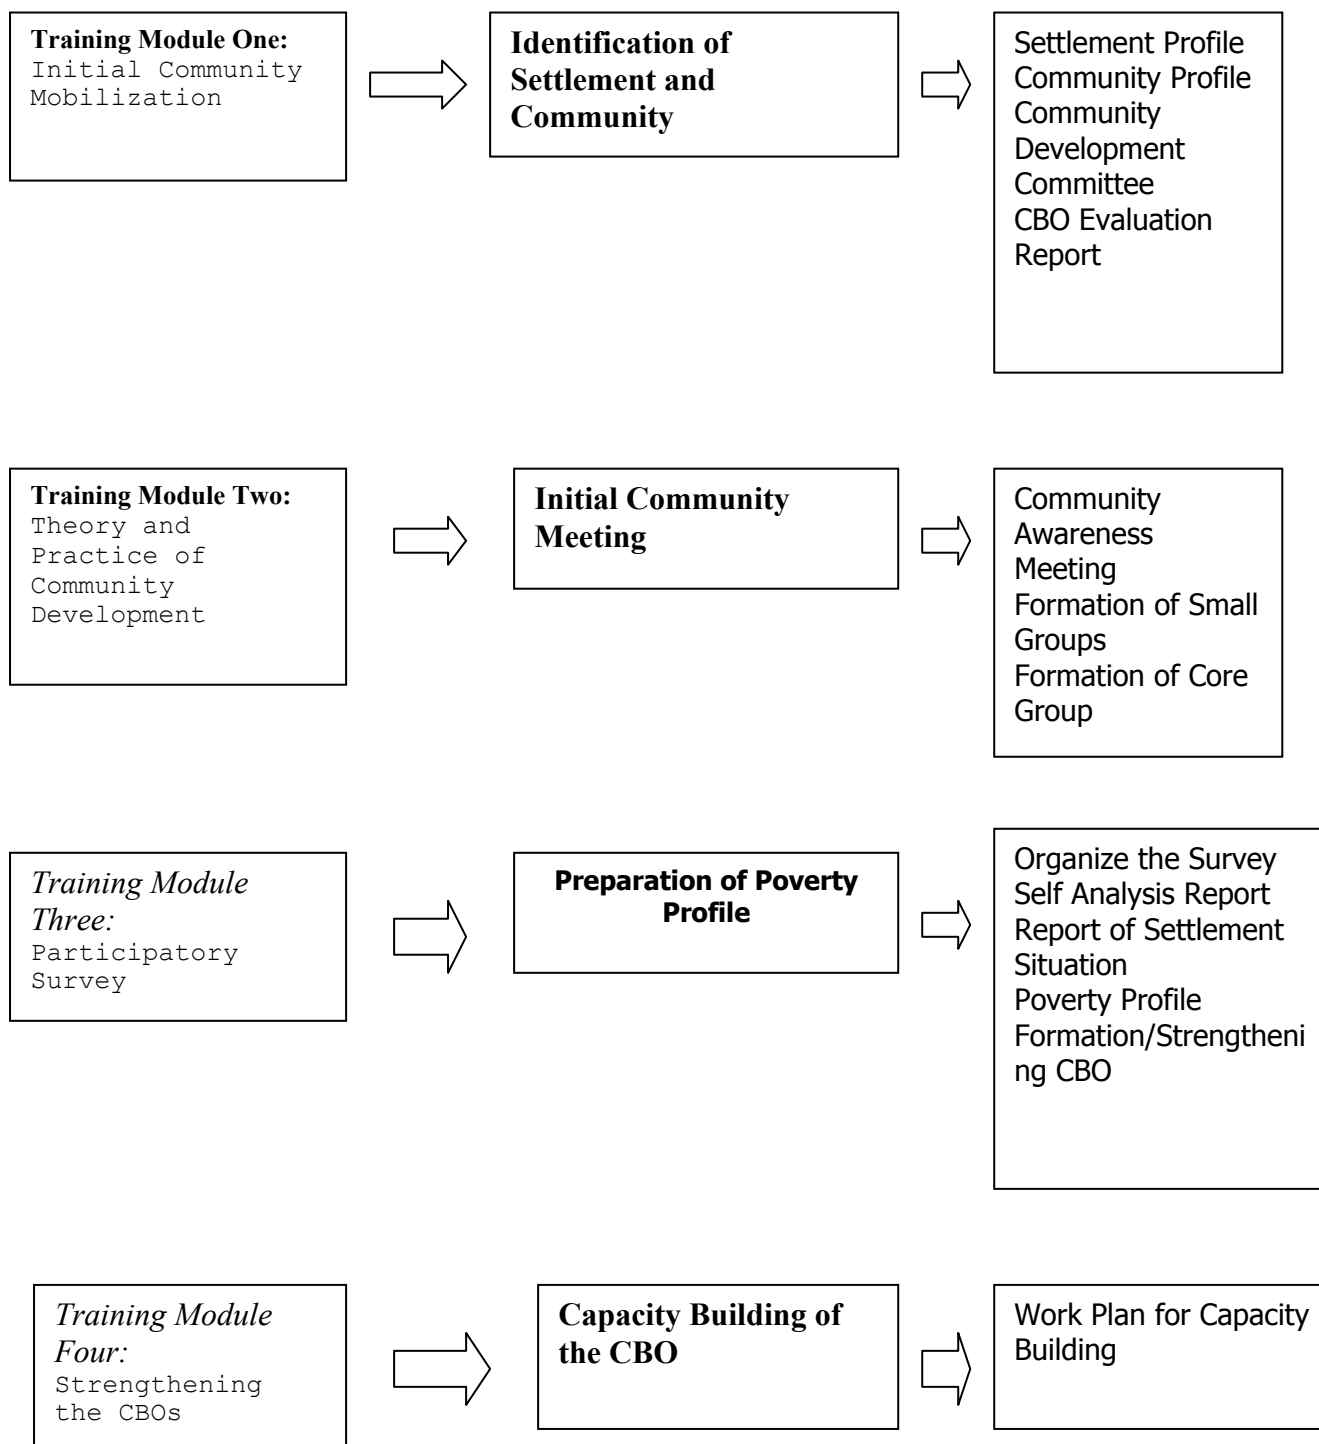 Training Module One:
Initial Community
Mobilization
Identification of
Settlement and
Community
Settlement Profile
Community Profile
Community
Development
Committee
CBO Evaluation
Report
Training Module Two:
Theory and
Practice of
Community
Development
Initial Community
Meeting
Community
Awareness
Meeting
Formation of Small
Groups
Formation of Core
Group
Training Module
Three:
Participatory
Survey
Preparation of Poverty
Profile
Organize the Survey
Self Analysis Report
Report of Settlement
Situation
Poverty Profile
Formation/Strengtheni
ng CBO
Training Module
Four:
Strengthening
the CBOs
Capacity Building of
the CBO
Work Plan for Capacity
Building